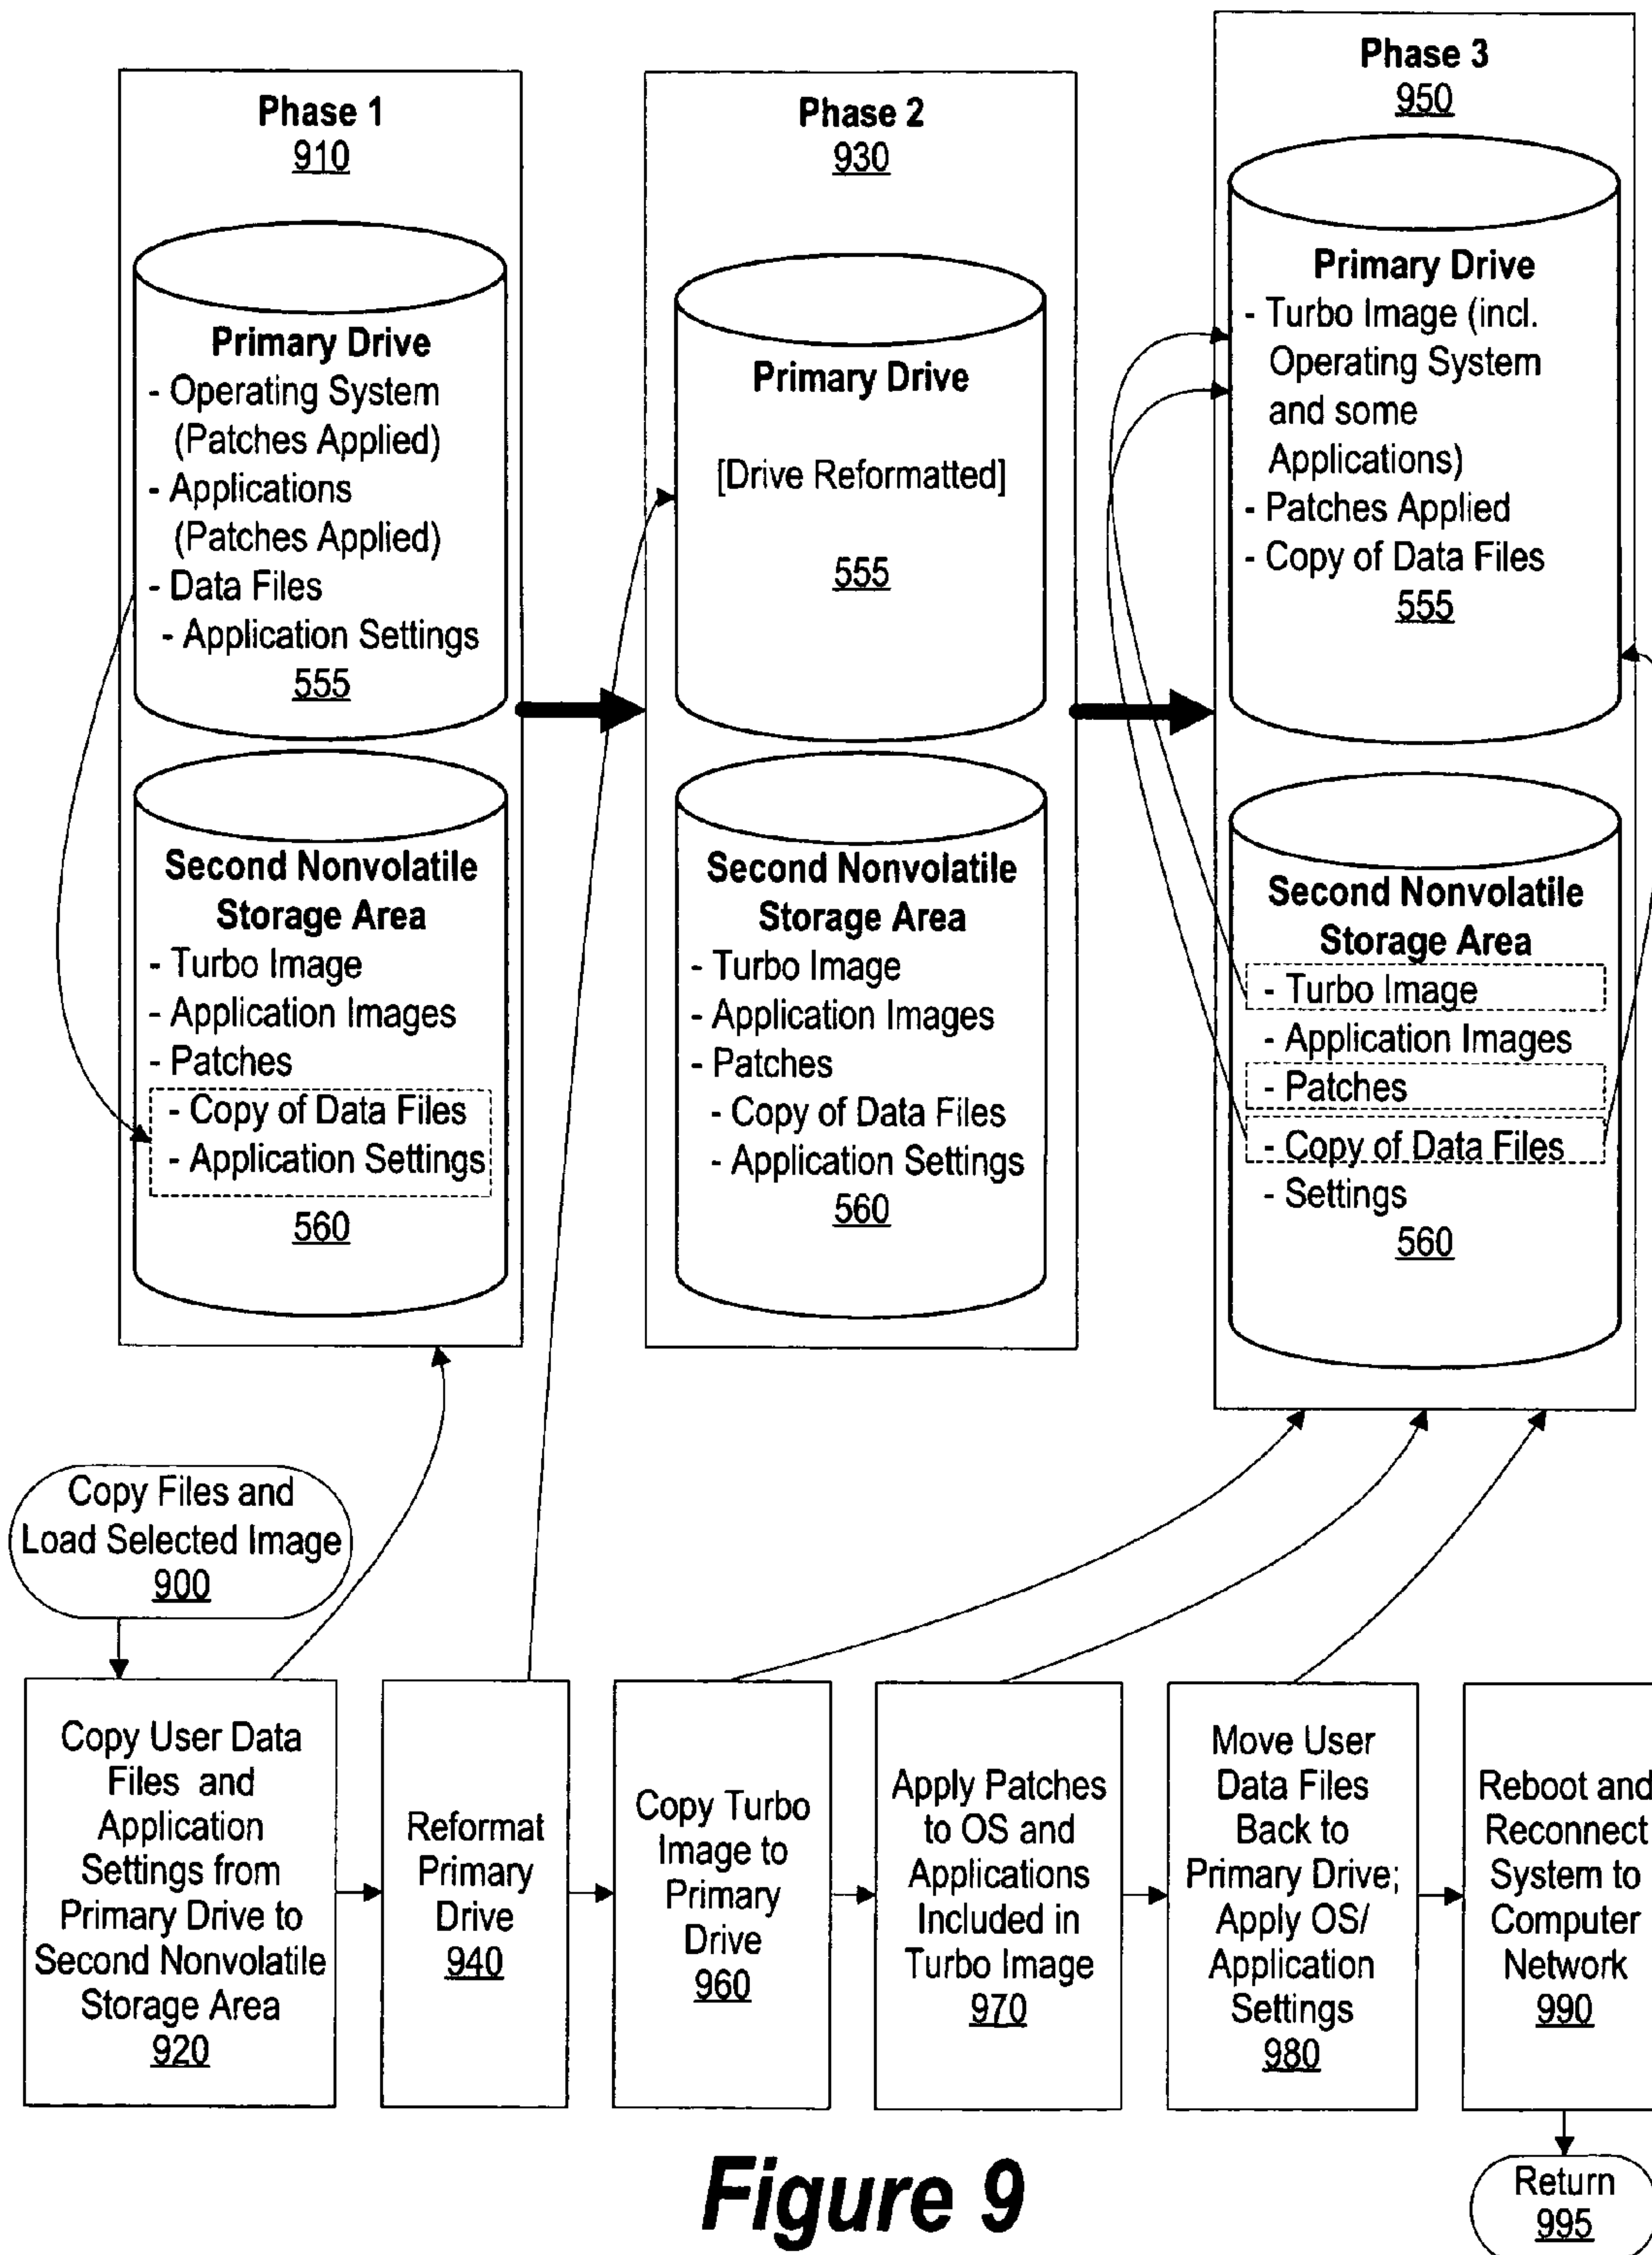 Phase 1
910
Primary Drive
- Operating System
(Patches Applied)
- Applications
(Patches Applied)
- Data Files
- Application Settings
555
Second Nonvolatile
Storage Area
- Turbo Image
- Application Images
- Patches
- Copy of Data Files
- Application Settings
560
Phase 2
930
Primary Drive
[Drive Reformatted]
555
Second Nonvolatile
Storage Area
- Turbo Image
- Application Images
- Patches
- Copy of Data Files
- Application Settings
560
Phase 3
950
Primary Drive
- Turbo Image (incl.
Operating System
and some
Applications)
- Patches Applied
- Copy of Data Files
555
Second Nonvolatile
Storage Area
- Turbo Image
- Application Images
- Patches
- Copy of Data Files
- Settings
560
Copy Files and
Load Selected Image
900
Copy User Data
Files and
Application
Settings from
Primary Drive to
Second Nonvolatile
Storage Area
920
Reformat
Primary
Drive
940
Copy Turbo
Image to
Primary
Drive
960
Apply Patches
to OS and
Applications
Included in
Turbo Image
970
Move User
Data Files
Back to
Primary Drive;
Apply OS/
Application
Settings
980
Reboot and
Reconnect
System to
Computer
Network
990
Return
995
Figure 9